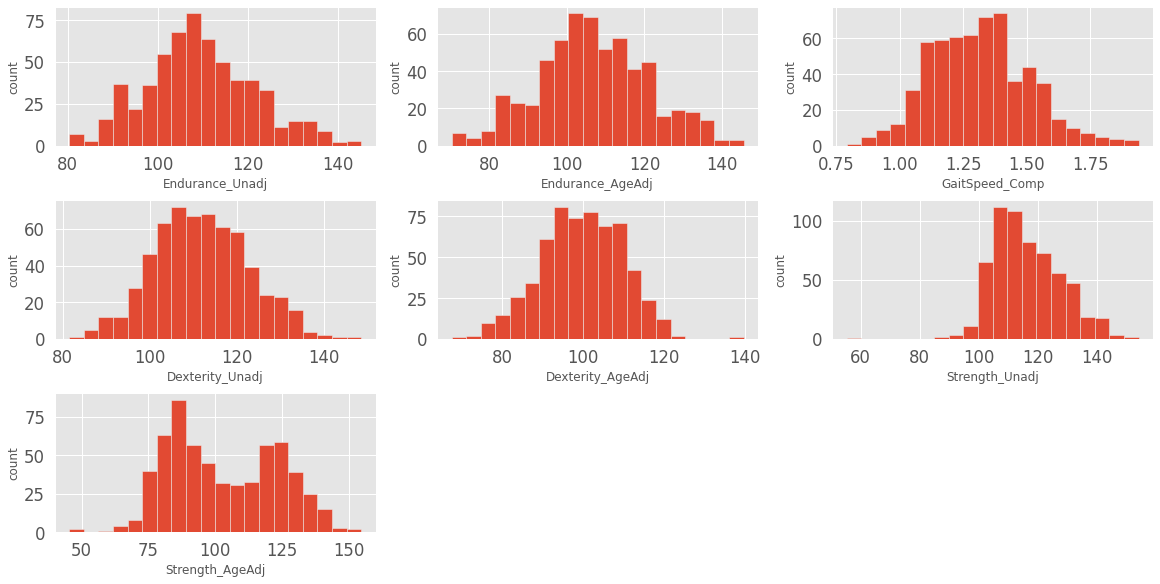 75
50
25
0
count
80 100 120 140
Endurance_Unadj
60
40
20
0
count
80 100 120 140
Endurance_AgeAdj
60
40
20
0
count
0.75 1.00 1.25 1.50 1.75
GaitSpeed_Comp
60
40
20
0
count
80 100 120 140
Dexterity_Unadj
75
50
25
0
count
80 100 120 140
Dexterity_AgeAdj
100
50
0
count
60 80 100 120 140
Strength_Unadj
75
50
25
0
count
50 75 100 125 150
Strength_AgeAdj